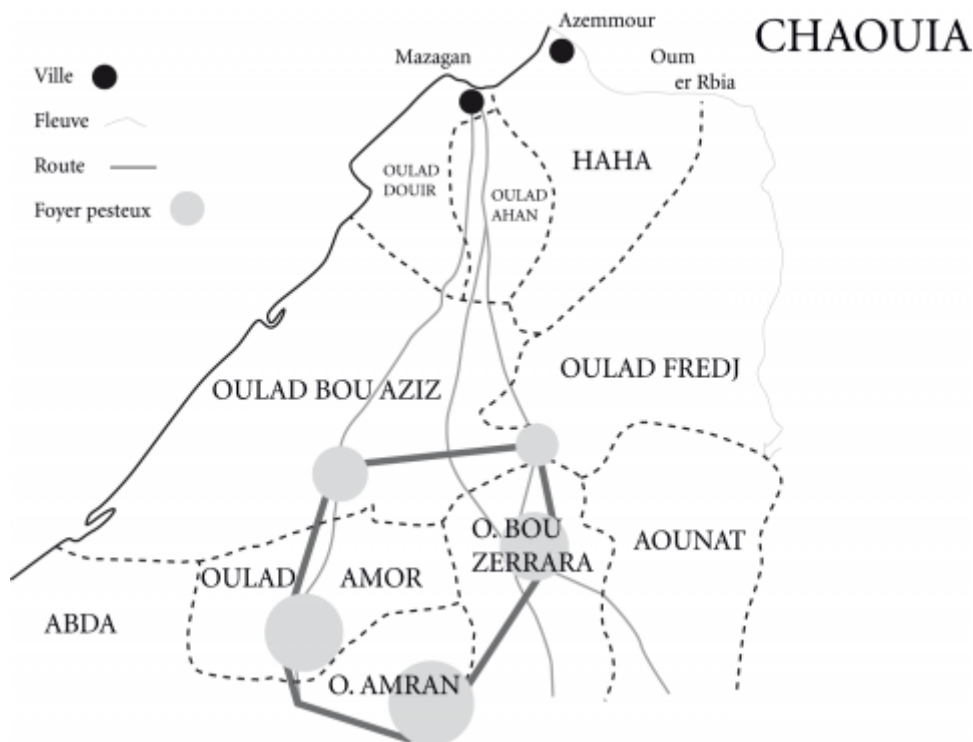 Azemmour
CHAOUIA
Mazagan
Oum
er Rbia
Ville
Fleuve
Route
Foyer pesteux
HAHA
OULAD
DOUIR
OULAD
AHAN
OULAD FREDJ
OULAD BOU AZIZ
O. BOU
ZERRARA
AOUNAT
OULAD AMOR
ABDA
O. AMRAN